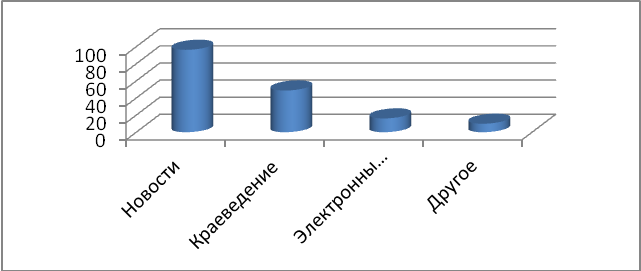 100
80
60
40
20
0
Новости
Краеведение
Электронны...
Другое